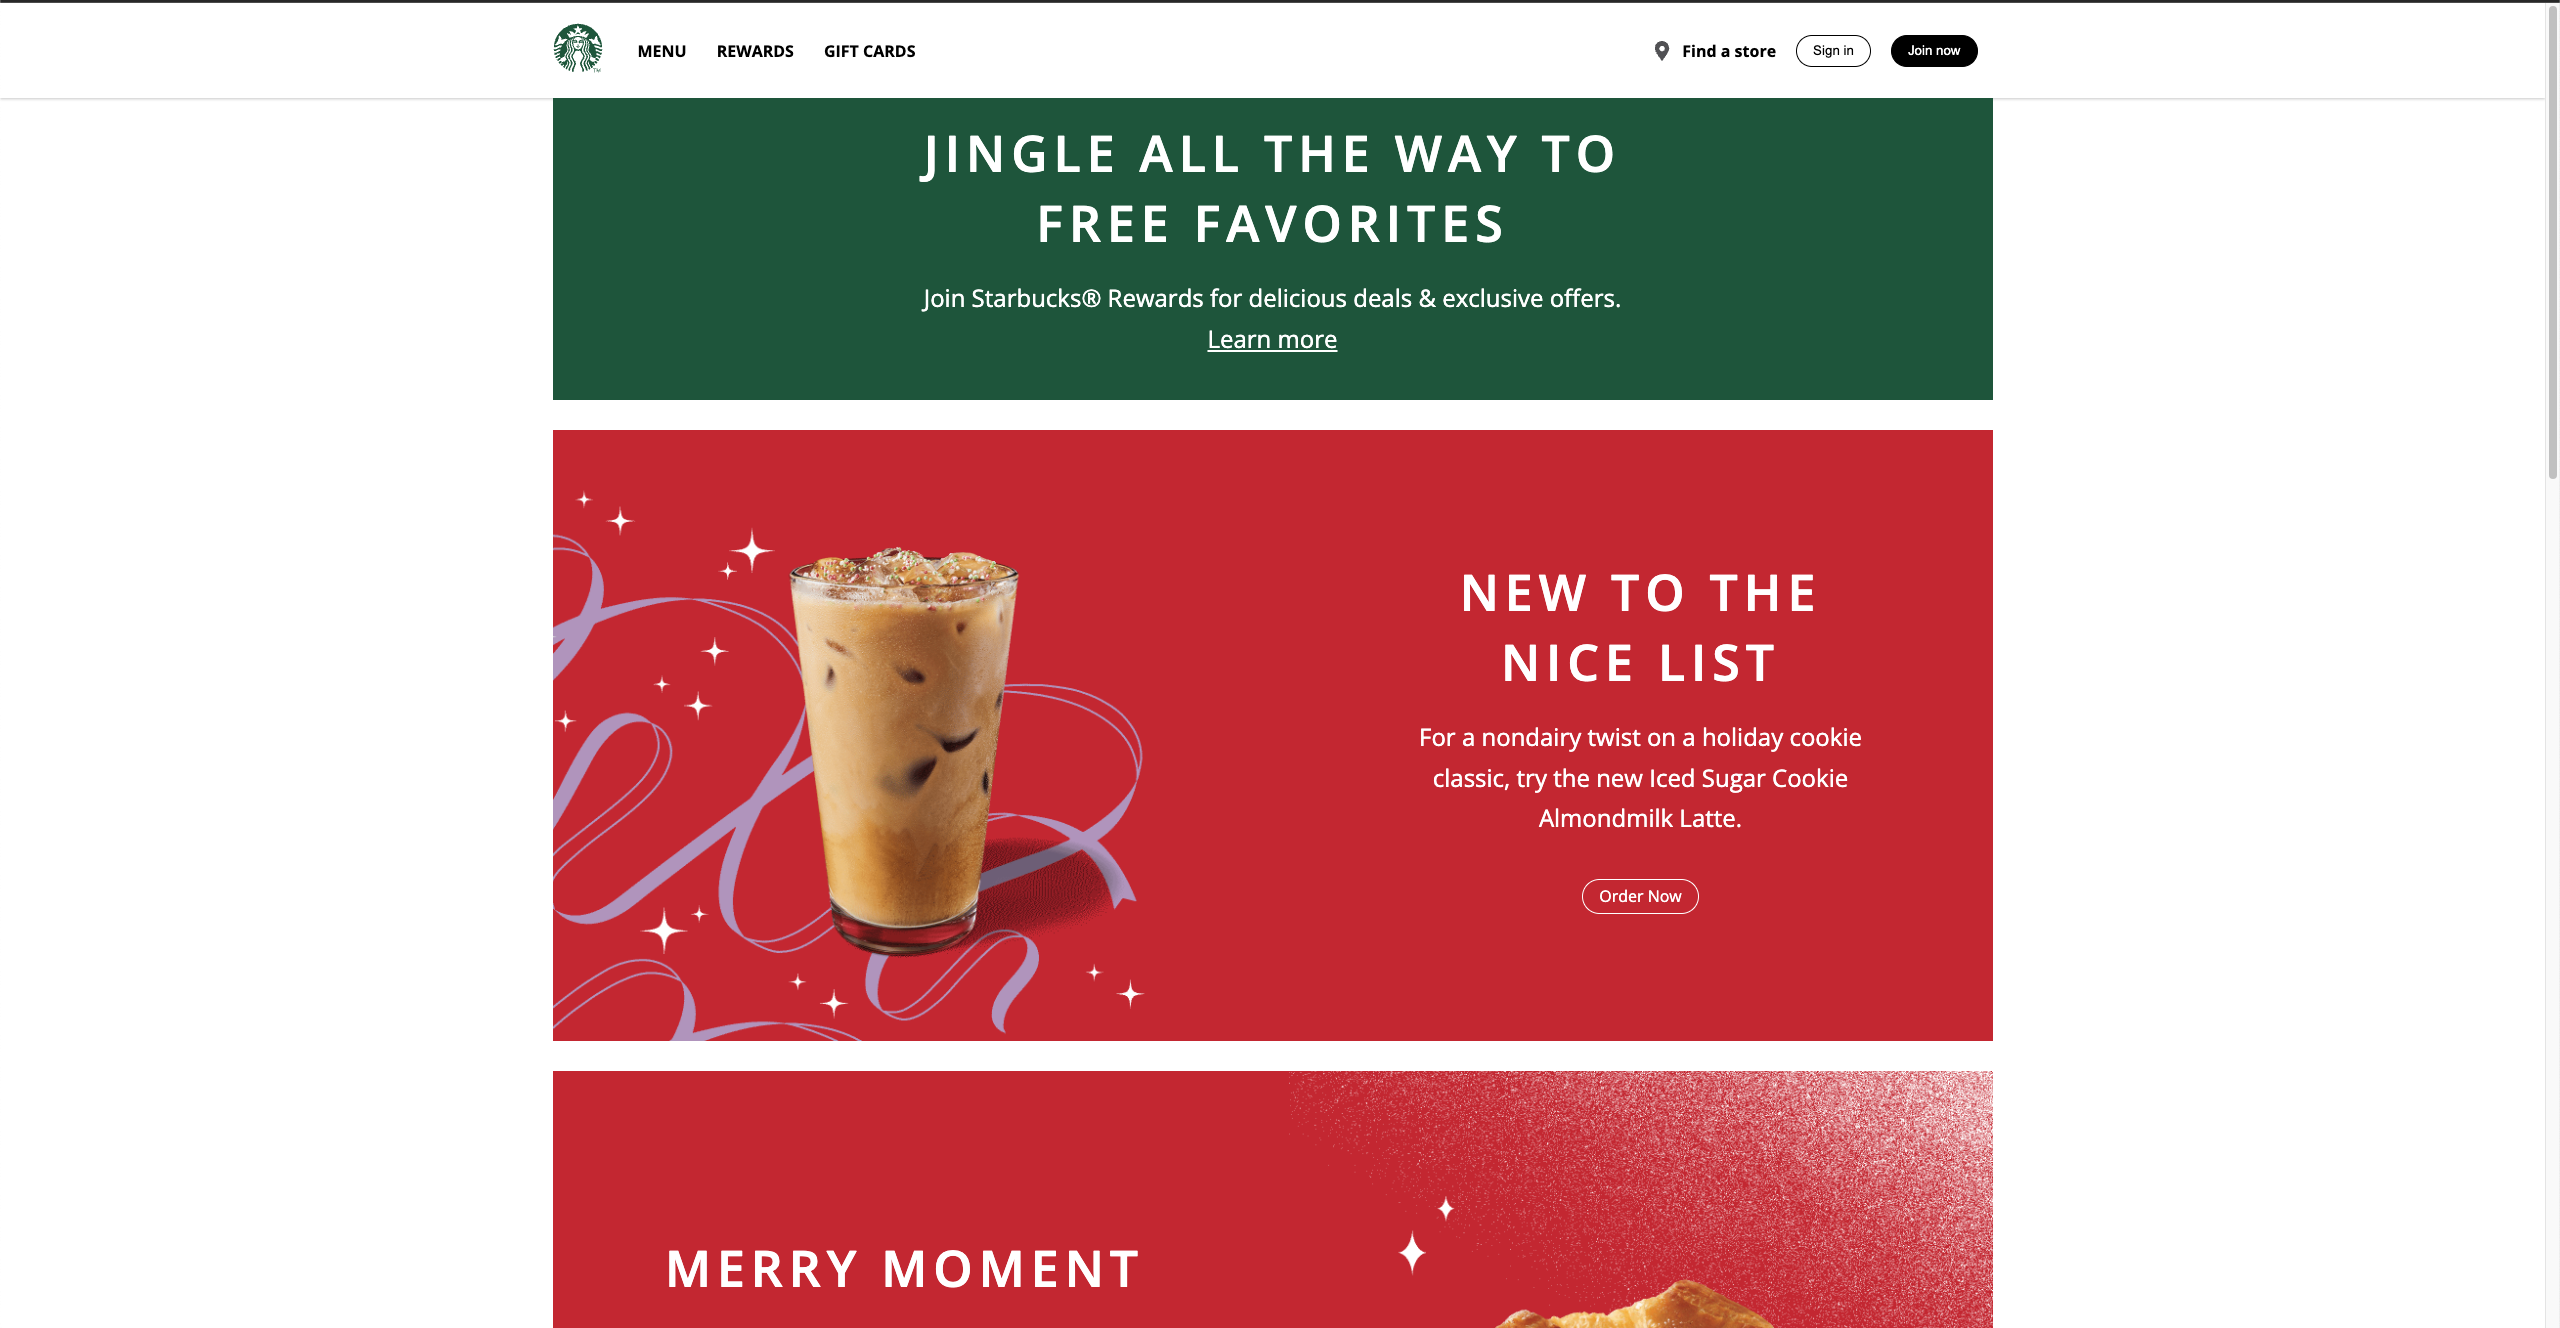 MENU REWARDS GIFT CARDS Find a store Sign in Join now
JINGLE ALL THE WAY TO
FREE FAVORITES
Join Starbucks® Rewards for delicious deals & exclusive offers.
Learn more
NEW TO THE
NICE LIST
For a nondairy twist on a holiday cookie
classic, try the new Iced Sugar Cookie
Almondmilk Latte.
Order Now
MERRY MOMENT